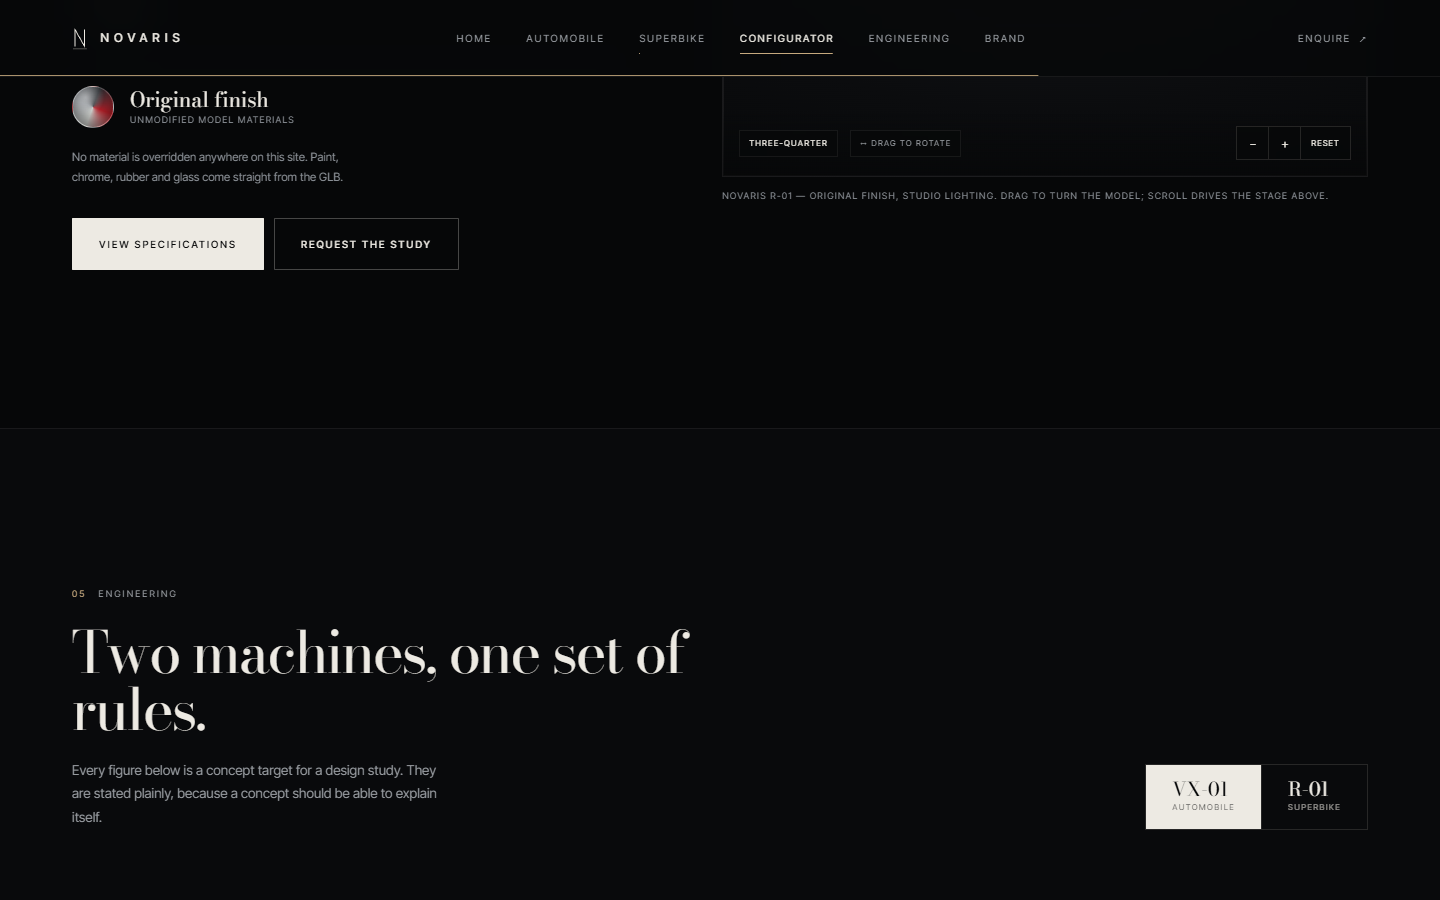 NOVARIS
HOME
AUTOMOBILE
SUPERBIKE
CONFIGURATOR
ENGINEERING
BRAND
ENQUIRE ↗
Original finish
UNMODIFIED MODEL MATERIALS
No material is overridden anywhere on this site. Paint,
chrome, rubber and glass come straight from the GLB.
VIEW SPECIFICATIONS
REQUEST THE STUDY
THREE-QUARTER
↔ DRAG TO ROTATE
−
+
RESET
NOVARIS R-01 — ORIGINAL FINISH, STUDIO LIGHTING. DRAG TO TURN THE MODEL; SCROLL DRIVES THE STAGE ABOVE.
05 ENGINEERING
Two machines, one set of
rules.
Every figure below is a concept target for a design study. They
are stated plainly, because a concept should be able to explain
itself.
VX-01
AUTOMOBILE
R-01
SUPERBIKE